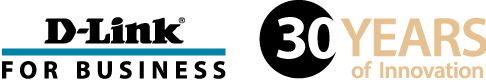 D-Link®
FOR BUSINESS
30 YEARS
of Innovation